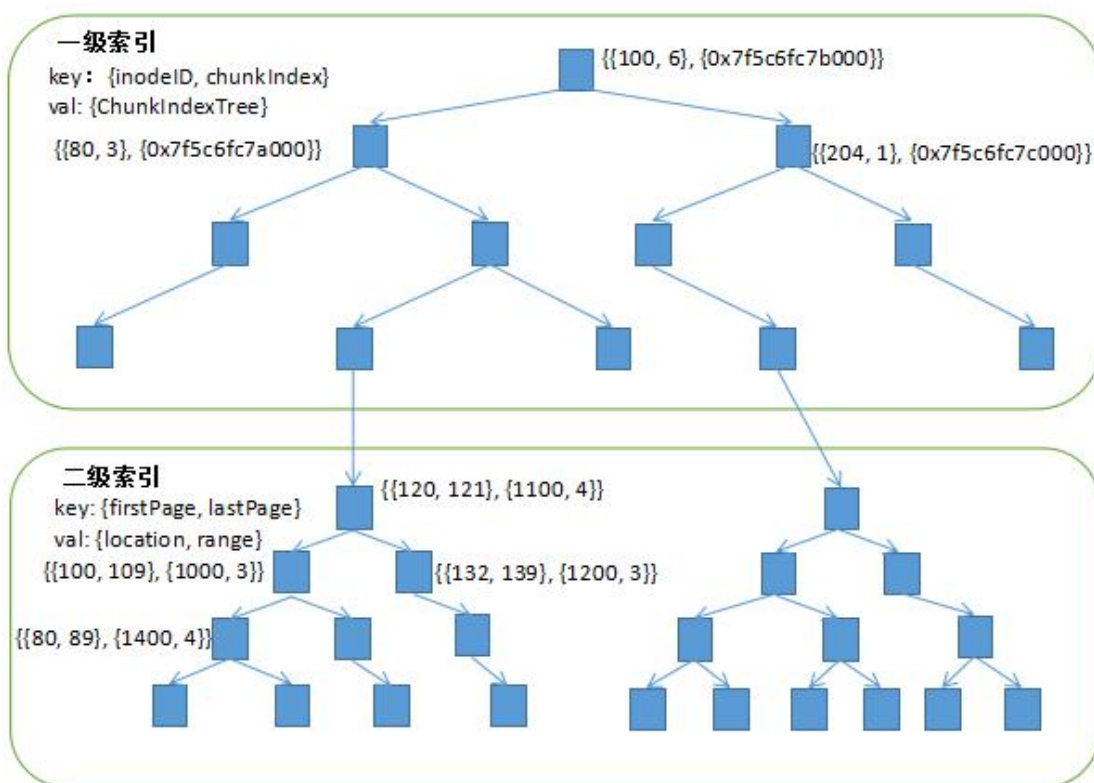 一级索引
{{100, 6}, {0x7f5c6fc7b000}}
key：{inodeID, chunkIndex}
val: {ChunkIndexTree}
{{80, 3}, {0x7f5c6fc7a000}}
{{204, 1}, {0x7f5c6fc7c000}}
二级索引
{{120, 121}, {1100, 4}}
key: {firstPage, lastPage}
val: {location, range}
{{100, 109}, {1000, 3}}
{{132, 139}, {1200, 3}}
{{80, 89}, {1400, 4}}